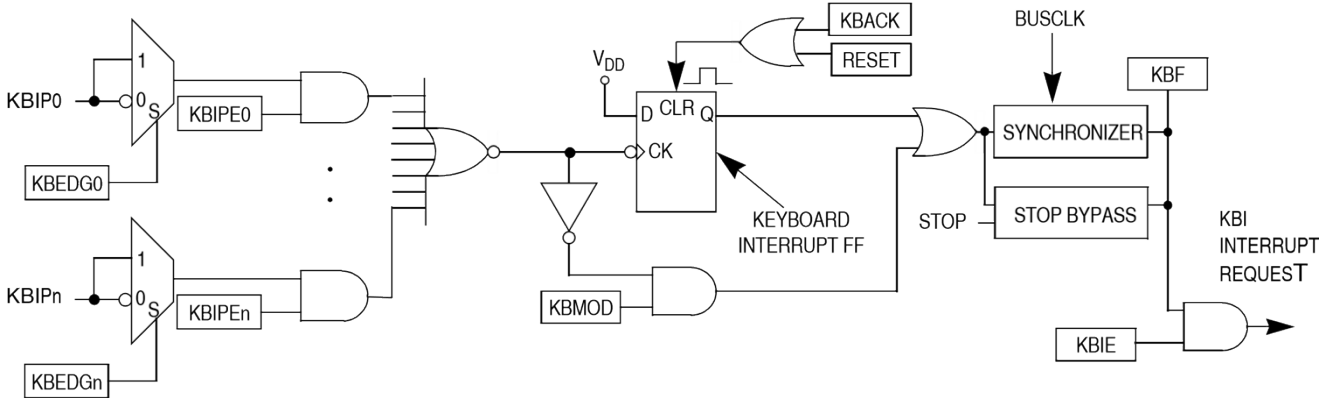 KBACK
RESET
BUSCLK
VDD
KBF
1
KBIP0
0
S
KBIPE0
KBEDG0
D
CLR
Q
CK
SYNCHRONIZER
STOP BYPASS
STOP
KEYBOARD
INTERRUPT FF
KBI
INTERRUPT
REQUEST
1
KBIPn
0
S
KBIPEn
KBEDGn
KBMOD
KBIE